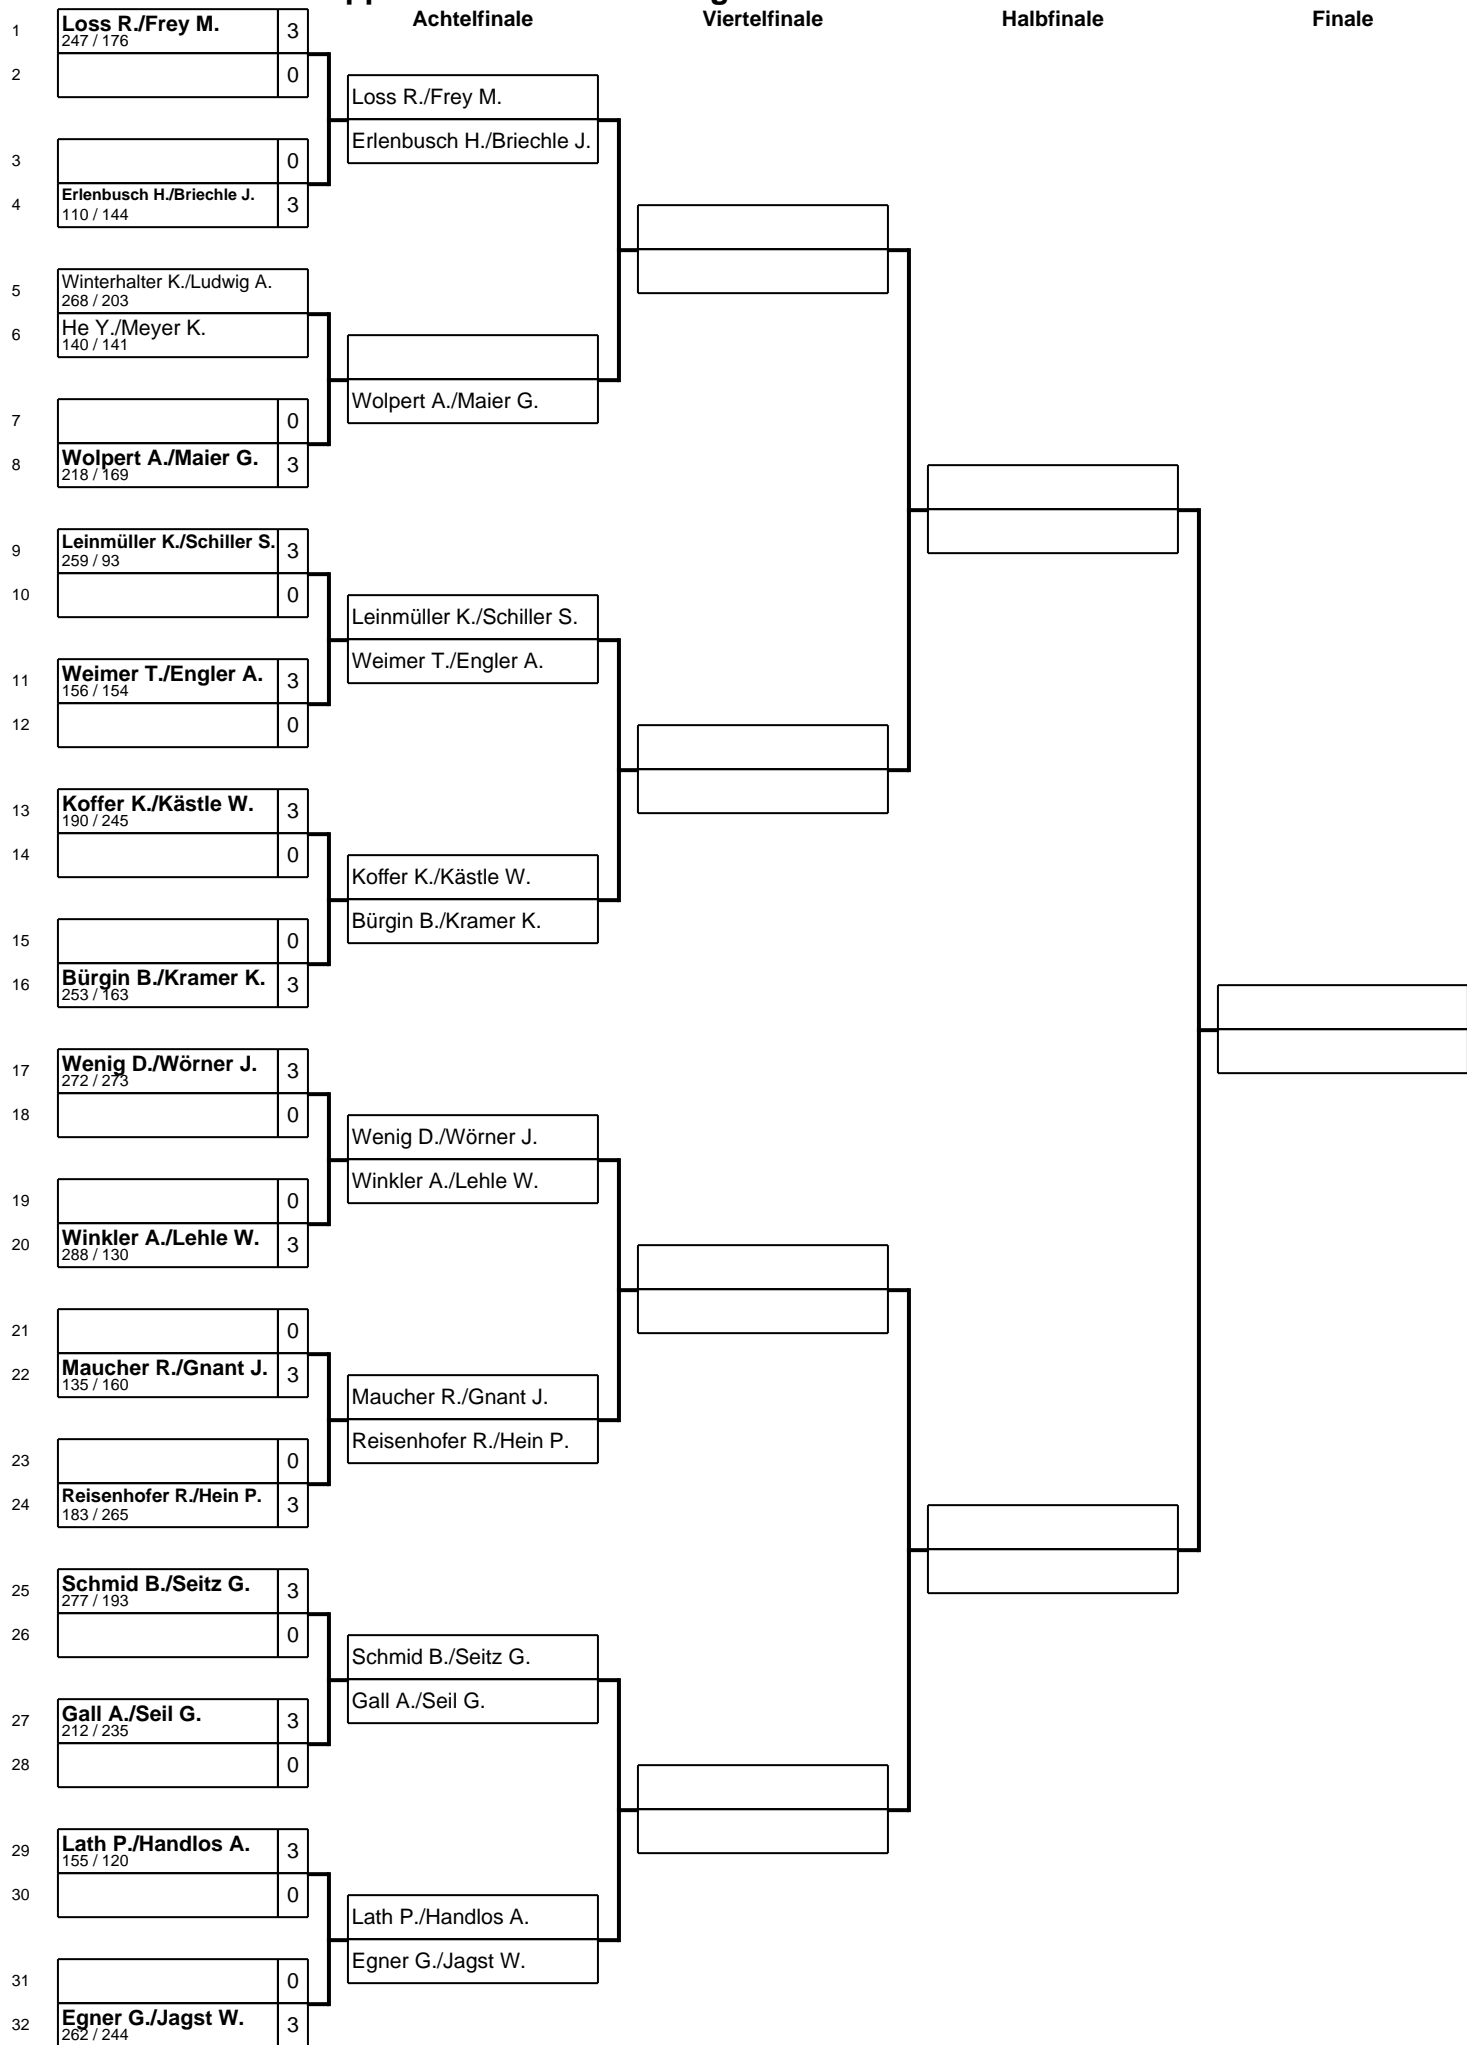 Achtelfinale
Viertelfinale
Halbfinale
Finale
1
Loss R./Frey M.
3
247 / 176
2
0
Loss R./Frey M.
Erlenbusch H./Briechle J.
3
0
4
Erlenbusch H./Briechle J.
3
110 / 144
5
Winterhalter K./Ludwig A.
268 / 203
6
He Y./Meyer K.
140 / 141
Wolpert A./Maier G.
7
0
8
Wolpert A./Maier G.
3
218 / 169
9
Leinmüller K./Schiller S.
3
259 / 93
10
0
Leinmüller K./Schiller S.
Weimer T./Engler A.
11
Weimer T./Engler A.
3
156 / 154
12
0
13
Koffer K./Kästle W.
3
190 / 245
14
0
Koffer K./Kästle W.
Bürgin B./Kramer K.
15
0
16
Bürgin B./Kramer K.
3
253 / 163
17
Wenig D./Wörner J.
3
272 / 273
18
0
Wenig D./Wörner J.
Winkler A./Lehle W.
19
0
20
Winkler A./Lehle W.
3
288 / 130
21
0
22
Maucher R./Gnant J.
3
135 / 160
Maucher R./Gnant J.
Reisenhofer R./Hein P.
23
0
24
Reisenhofer R./Hein P.
3
183 / 265
25
Schmid B./Seitz G.
3
277 / 193
26
0
Schmid B./Seitz G.
Gall A./Seil G.
27
Gall A./Seil G.
3
212 / 235
28
0
29
Lath P./Handlos A.
3
155 / 120
30
0
Lath P./Handlos A.
Egner G./Jagst W.
31
0
32
Egner G./Jagst W.
3
262 / 244